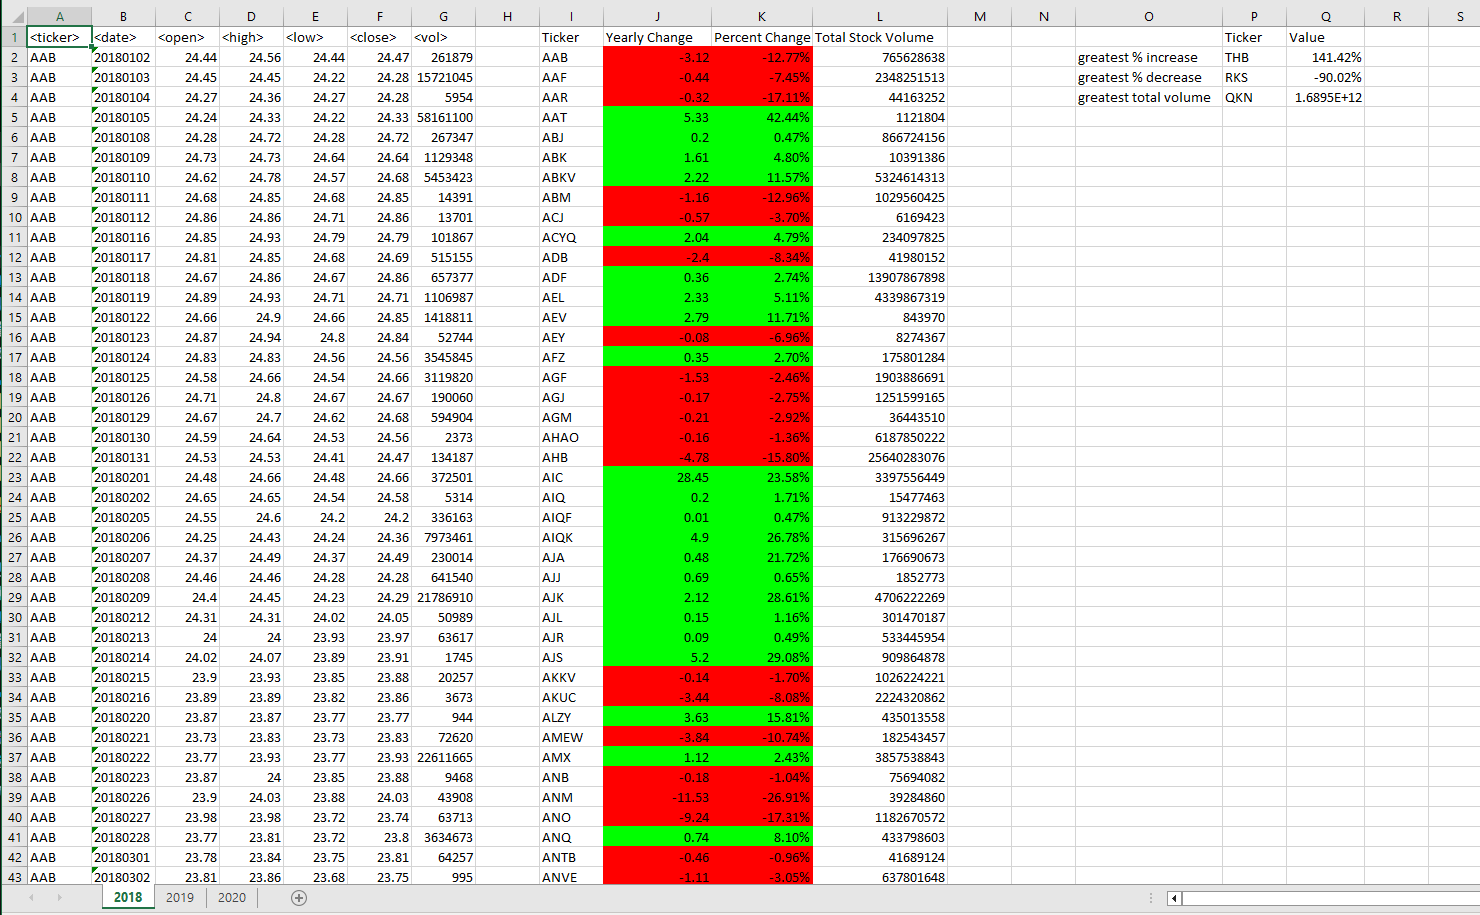 A B C D E F G H I J K L M N O P Q R S
1 <ticker> <date> <open> <high> <low> <close> <vol> Ticker Yearly Change Percent Change Total Stock Volume Ticker Value
2 AAB 20180102 24.44 24.56 24.44 24.47 261879 AAB -3.12 -12.77% 765628638 greatest % increase THB 141.42%
3 AAB 20180103 24.45 24.45 24.22 24.28 15721045 AAF -0.44 -7.45% 2348251513 greatest % decrease RKS -90.02%
4 AAB 20180104 24.27 24.36 24.27 24.28 5954 AAR -0.32 -17.11% 44163252 greatest total volume QKN 1.6895E+12
5 AAB 20180105 24.24 24.33 24.22 24.33 58161100 AAT 5.33 42.44% 1121804
6 AAB 20180108 24.28 24.72 24.28 24.72 267347 ABJ 0.2 0.47% 866724156
7 AAB 20180109 24.73 24.73 24.64 24.64 1129348 ABK 1.61 4.80% 10391386
8 AAB 20180110 24.62 24.78 24.57 24.68 5453423 ABKV 2.22 11.57% 5324614313
9 AAB 20180111 24.68 24.85 24.68 24.85 14391 ABM -1.16 -12.96% 1029560425
10 AAB 20180112 24.86 24.86 24.71 24.86 13701 ACJ -0.57 -3.70% 6169423
11 AAB 20180116 24.85 24.93 24.79 24.79 101867 ACYQ 2.04 4.79% 234097825
12 AAB 20180117 24.81 24.85 24.68 24.69 515155 ADB -2.4 -8.34% 41980152
13 AAB 20180118 24.67 24.86 24.67 24.86 657377 ADF 0.36 2.74% 13907867898
14 AAB 20180119 24.89 24.93 24.71 24.71 1106987 AEL 2.33 5.11% 4339867319
15 AAB 20180122 24.66 24.9 24.66 24.85 1418811 AEV 2.79 11.71% 843970
16 AAB 20180123 24.87 24.94 24.8 24.84 52744 AEY -0.08 -6.96% 8274367
17 AAB 20180124 24.83 24.83 24.56 24.56 3545845 AFZ 0.35 2.70% 175801284
18 AAB 20180125 24.58 24.66 24.54 24.66 3119820 AGF -1.53 -2.46% 1903886691
19 AAB 20180126 24.71 24.8 24.67 24.67 190060 AGJ -0.17 -2.75% 1251599165
20 AAB 20180129 24.67 24.7 24.62 24.68 594904 AGM -0.21 -2.92% 36443510
21 AAB 20180130 24.59 24.64 24.53 24.56 2373 AHAO -0.16 -1.36% 6187850222
22 AAB 20180131 24.53 24.53 24.41 24.47 134187 AHB -4.78 -15.80% 25640283076
23 AAB 20180201 24.48 24.66 24.48 24.66 372501 AIC 28.45 23.58% 3397556449
24 AAB 20180202 24.65 24.65 24.54 24.58 5314 AIQ 0.2 1.71% 15477463
25 AAB 20180205 24.55 24.6 24.2 24.2 336163 AIQF 0.01 0.47% 913229872
26 AAB 20180206 24.25 24.43 24.24 24.36 7973461 AIQK 4.9 26.78% 315696267
27 AAB 20180207 24.37 24.49 24.37 24.49 230014 AJA 0.48 21.72% 176690673
28 AAB 20180208 24.46 24.46 24.28 24.28 641540 AJJ 0.69 0.65% 1852773
29 AAB 20180209 24.4 24.45 24.23 24.29 21786910 AJK 2.12 28.61% 4706222269
30 AAB 20180212 24.31 24.31 24.02 24.05 50989 AJL 0.15 1.16% 301470187
31 AAB 20180213 24 24 23.93 23.97 63617 AJR 0.09 0.49% 533445954
32 AAB 20180214 24.02 24.07 23.89 23.91 1745 AJS 5.2 29.08% 909864878
33 AAB 20180215 23.9 23.93 23.85 23.88 20257 AKKV -0.14 -1.70% 1026224221
34 AAB 20180216 23.89 23.89 23.82 23.86 3673 AKUC -3.44 -8.08% 2224320862
35 AAB 20180220 23.87 23.87 23.77 23.77 944 ALZY 3.63 15.81% 435013558
36 AAB 20180221 23.73 23.83 23.73 23.83 72620 AMEW -3.84 -10.74% 182543457
37 AAB 20180222 23.77 23.93 23.77 23.93 22611665 AMX 1.12 2.43% 3857538843
38 AAB 20180223 23.87 24 23.85 23.88 9468 ANB -0.18 -1.04% 75694082
39 AAB 20180226 23.9 24.03 23.88 24.03 43908 ANM -11.53 -26.91% 39284860
40 AAB 20180227 23.98 23.98 23.72 23.74 63713 ANO -9.24 -17.31% 1182670572
41 AAB 20180228 23.77 23.81 23.72 23.8 3634673 ANQ 0.74 8.10% 433798603
42 AAB 20180301 23.78 23.84 23.75 23.81 64257 ANTB -0.46 -0.96% 41689124
43 AAB 20180302 23.81 23.86 23.68 23.75 995 ANVE -1.11 -3.05% 637801648
2018 2019 2020